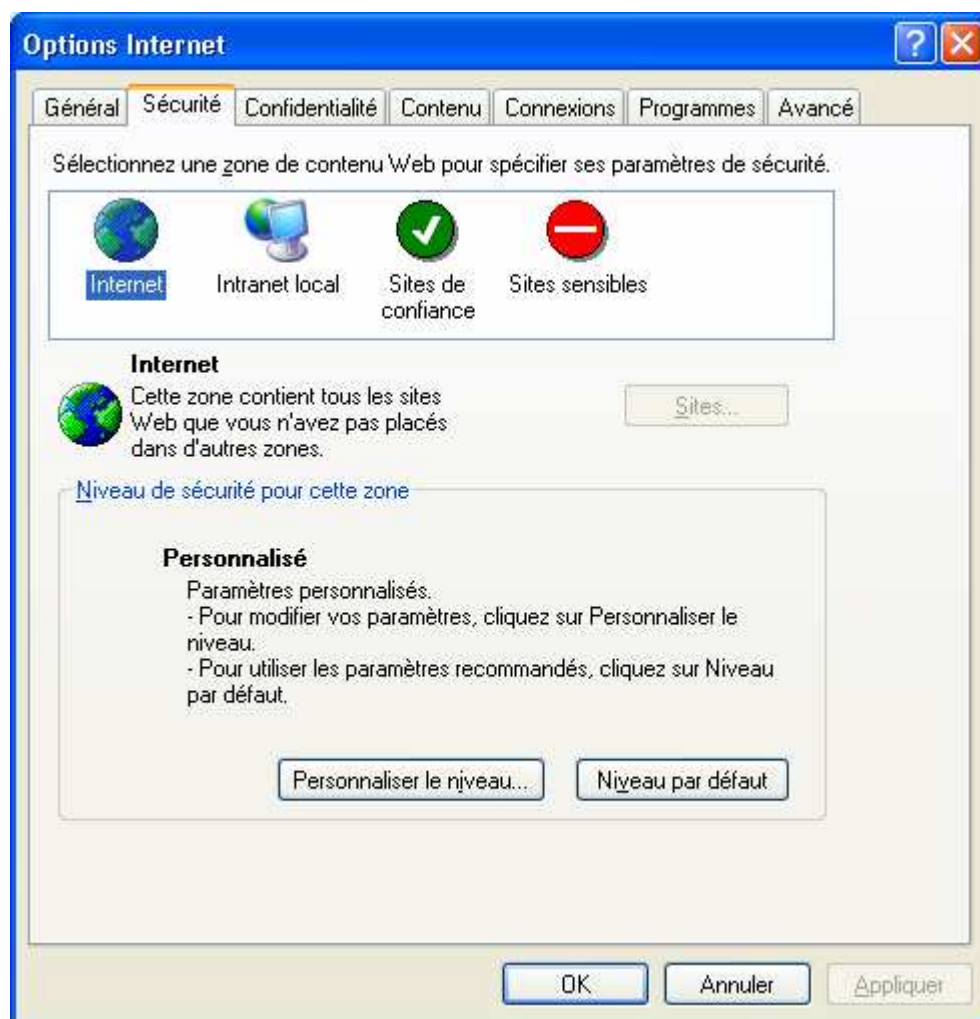 Options Internet
?
Général Sécurité Confidentialité Contenu Connexions Programmes Avancé
Sélectionnez une zone de contenu Web pour spécifier ses paramètres de sécurité.
Internet
Intranet local
Sites de
confiance
Sites sensibles
Internet
Cette zone contient tous les sites
Web que vous n'avez pas placés
dans d'autres zones.
Sites...
Niveau de sécurité pour cette zone
Personnalisé
Paramètres personnalisés.
- Pour modifier vos paramètres, cliquez sur Personnaliser le
niveau.
- Pour utiliser les paramètres recommandés, cliquez sur Niveau
par défaut.
Personnaliser le niveau...
Niveau par défaut
OK
Annuler
Appliquer